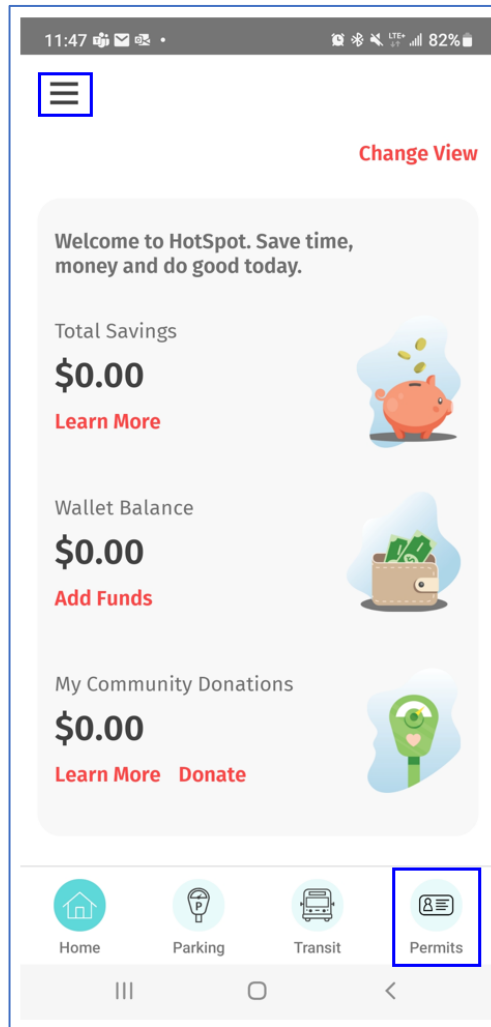 11:47
LTE+
82%
Change View
Welcome to HotSpot. Save time,
money and do good today.
Total Savings
$0.00
Learn More
Wallet Balance
$0.00
Add Funds
My Community Donations
$0.00
Learn More Donate
P
Home Parking Transit Permits